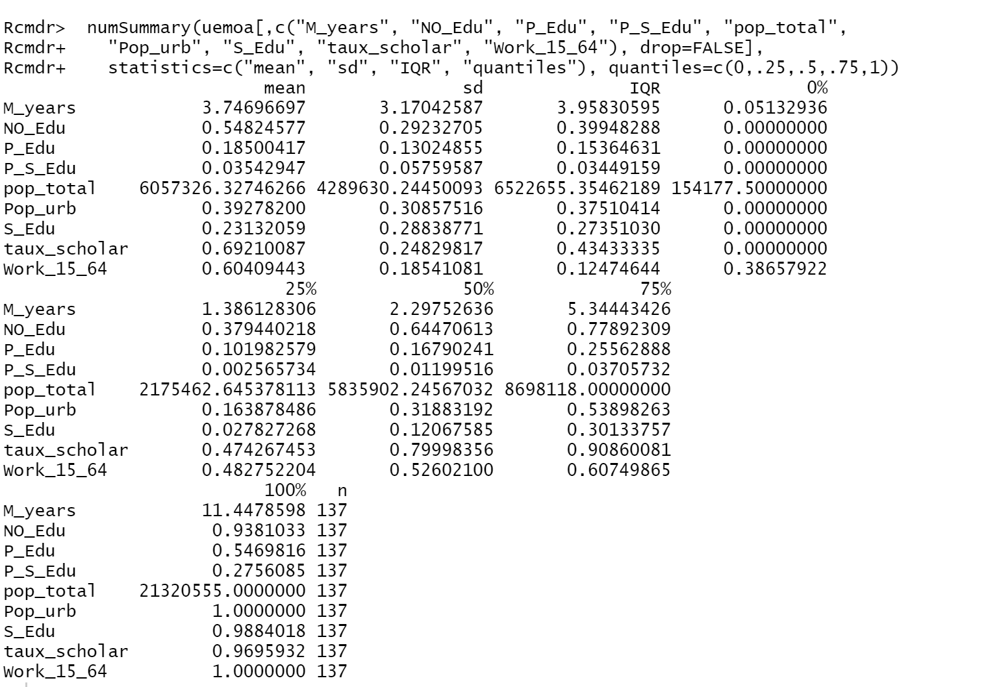 Rcmdr>  numSummary(uemoa[,c("M_years", "NO_Edu", "P_Edu", "P_S_Edu", "pop_total",
Rcmdr+    "Pop_urb", "S_Edu", "taux_scholar", "Work_15_64"), drop=FALSE],
Rcmdr+    statistics=c("mean", "sd", "IQR", "quantiles"), quantiles=c(0,.25,.5,.75,1))
mean sd IQR 0%
M_years 3.74696697 3.17042587 3.95830595 0.05132936
NO_Edu 0.54824577 0.29232705 0.39948288 0.00000000
P_Edu 0.18500417 0.13024855 0.15364631 0.00000000
P_S_Edu 0.03542947 0.05759587 0.03449159 0.00000000
pop_total 6057326.32746266 4289630.24450093 6522655.35462189 154177.50000000
Pop_urb 0.39278200 0.30857516 0.37510414 0.00000000
S_Edu 0.23132059 0.28838771 0.27351030 0.00000000
taux_scholar 0.69210087 0.24829817 0.43433335 0.00000000
Work_15_64 0.60409443 0.18541081 0.12474644 0.38657922
25% 50% 75%
M_years 1.386128306 2.29752636 5.34443426
NO_Edu 0.379440218 0.64470613 0.77892309
P_Edu 0.101982579 0.16790241 0.25562888
P_S_Edu 0.002565734 0.01199516 0.03705732
pop_total 2175462.645378113 5835902.24567032 8698118.00000000
Pop_urb 0.163878486 0.31883192 0.53898263
S_Edu 0.027827268 0.12067585 0.30133757
taux_scholar 0.474267453 0.79998356 0.90860081
Work_15_64 0.482752204 0.52602100 0.60749865
100% n
M_years 11.4478598 137
NO_Edu 0.9381033 137
P_Edu 0.5469816 137
P_S_Edu 0.2756085 137
pop_total 21320555.0000000 137
Pop_urb 1.0000000 137
S_Edu 0.9884018 137
taux_scholar 0.9695932 137
Work_15_64 1.0000000 137